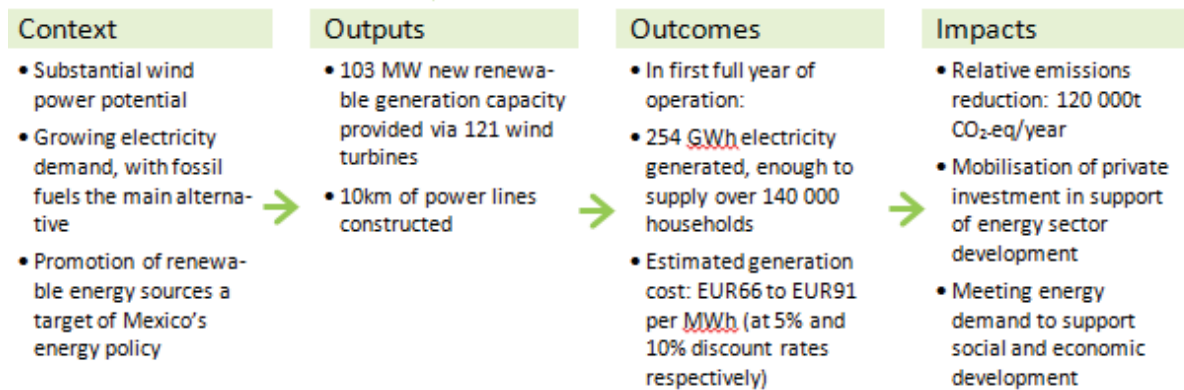 Context
• Substantial wind
power potential
• Growing electricity
demand, with fossil
fuels the main alterna-
tive
• Promotion of renewa-
ble energy sources a
target of Mexico's
energy policy
Outputs
• 103 MW new renewa-
ble generation capacity
provided via 121 wind
turbines
• 10km of power lines
constructed
Outcomes
• In first full year of
operation:
• 254 GWh electricity
generated, enough to
supply over 140 000
households
• Estimated generation
cost: EUR66 to EUR91
per MWh (at 5% and
10% discount rates
respectively)
Impacts
• Relative emissions
reduction: 120 000t
CO₂-eq/year
• Mobilisation of private
investment in support
of energy sector
development
• Meeting energy
demand to support
social and economic
development